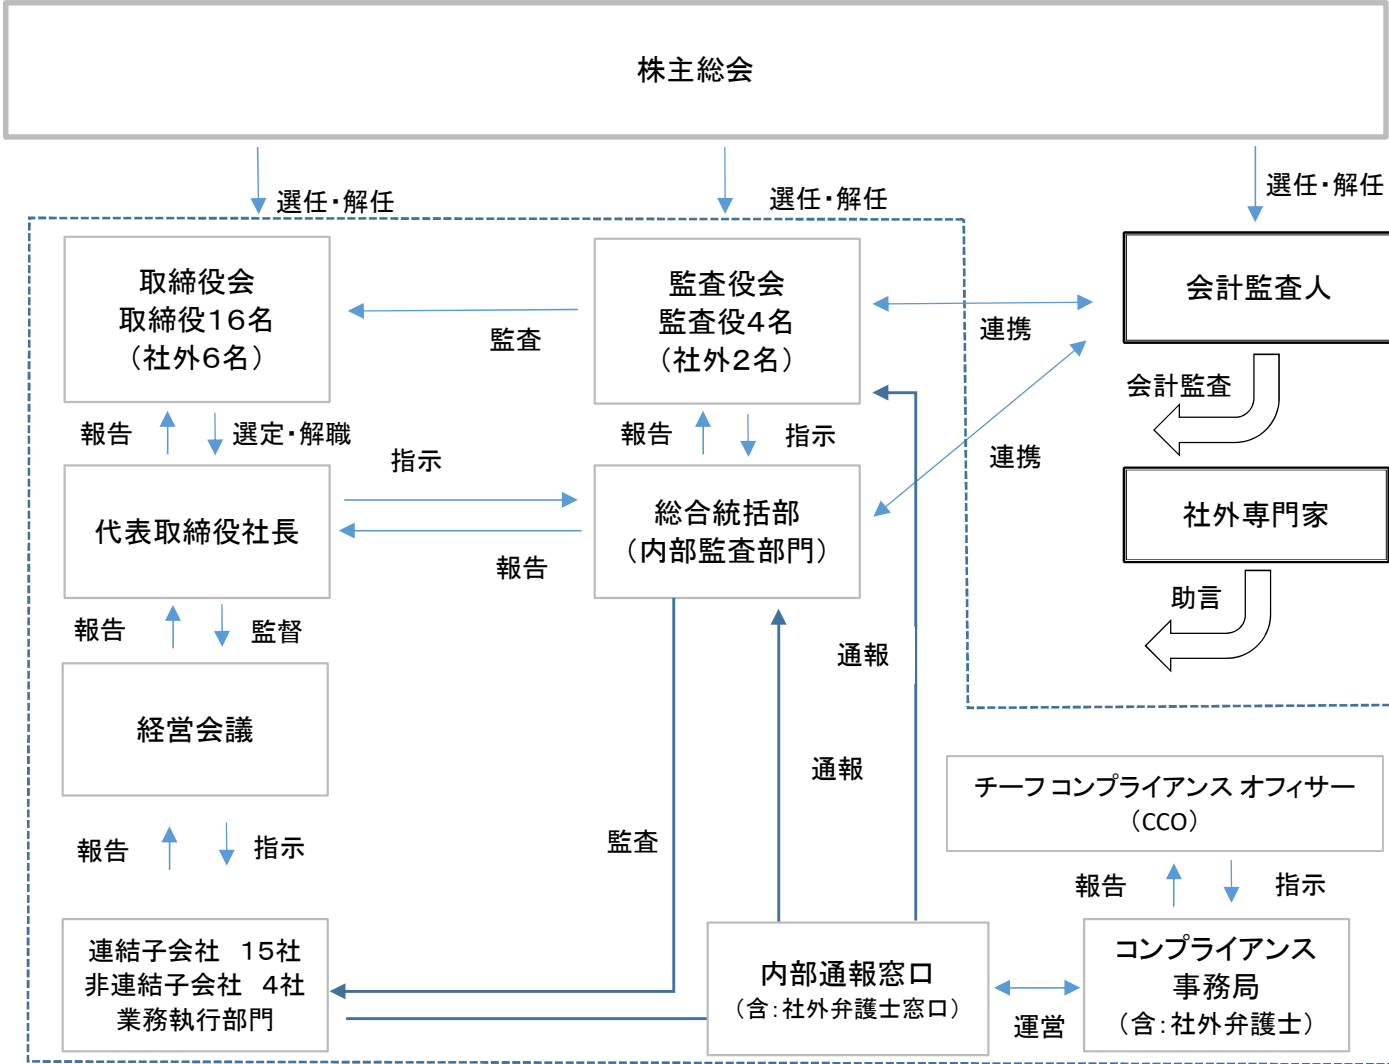 株主総会
選任・解任
選任・解任
選任・解任
取締役会
取締役16名
（社外6名）
監査
監査役会
監査役4名
（社外2名）
連携
会計監査人
会計監査
報告
選定・解職
報告
指示
連携
指示
代表取締役社長
報告
総合統括部
（内部監査部門）
社外専門家
助言
報告
監督
通報
経営会議
通報
チーフ コンプライアンス オフィサー
（CCO）
報告
指示
監査
報告
指示
連結子会社　15社
非連結子会社　4社
業務執行部門
内部通報窓口
（含：社外弁護士窓口）
運営
コンプライアンス
事務局
（含：社外弁護士）